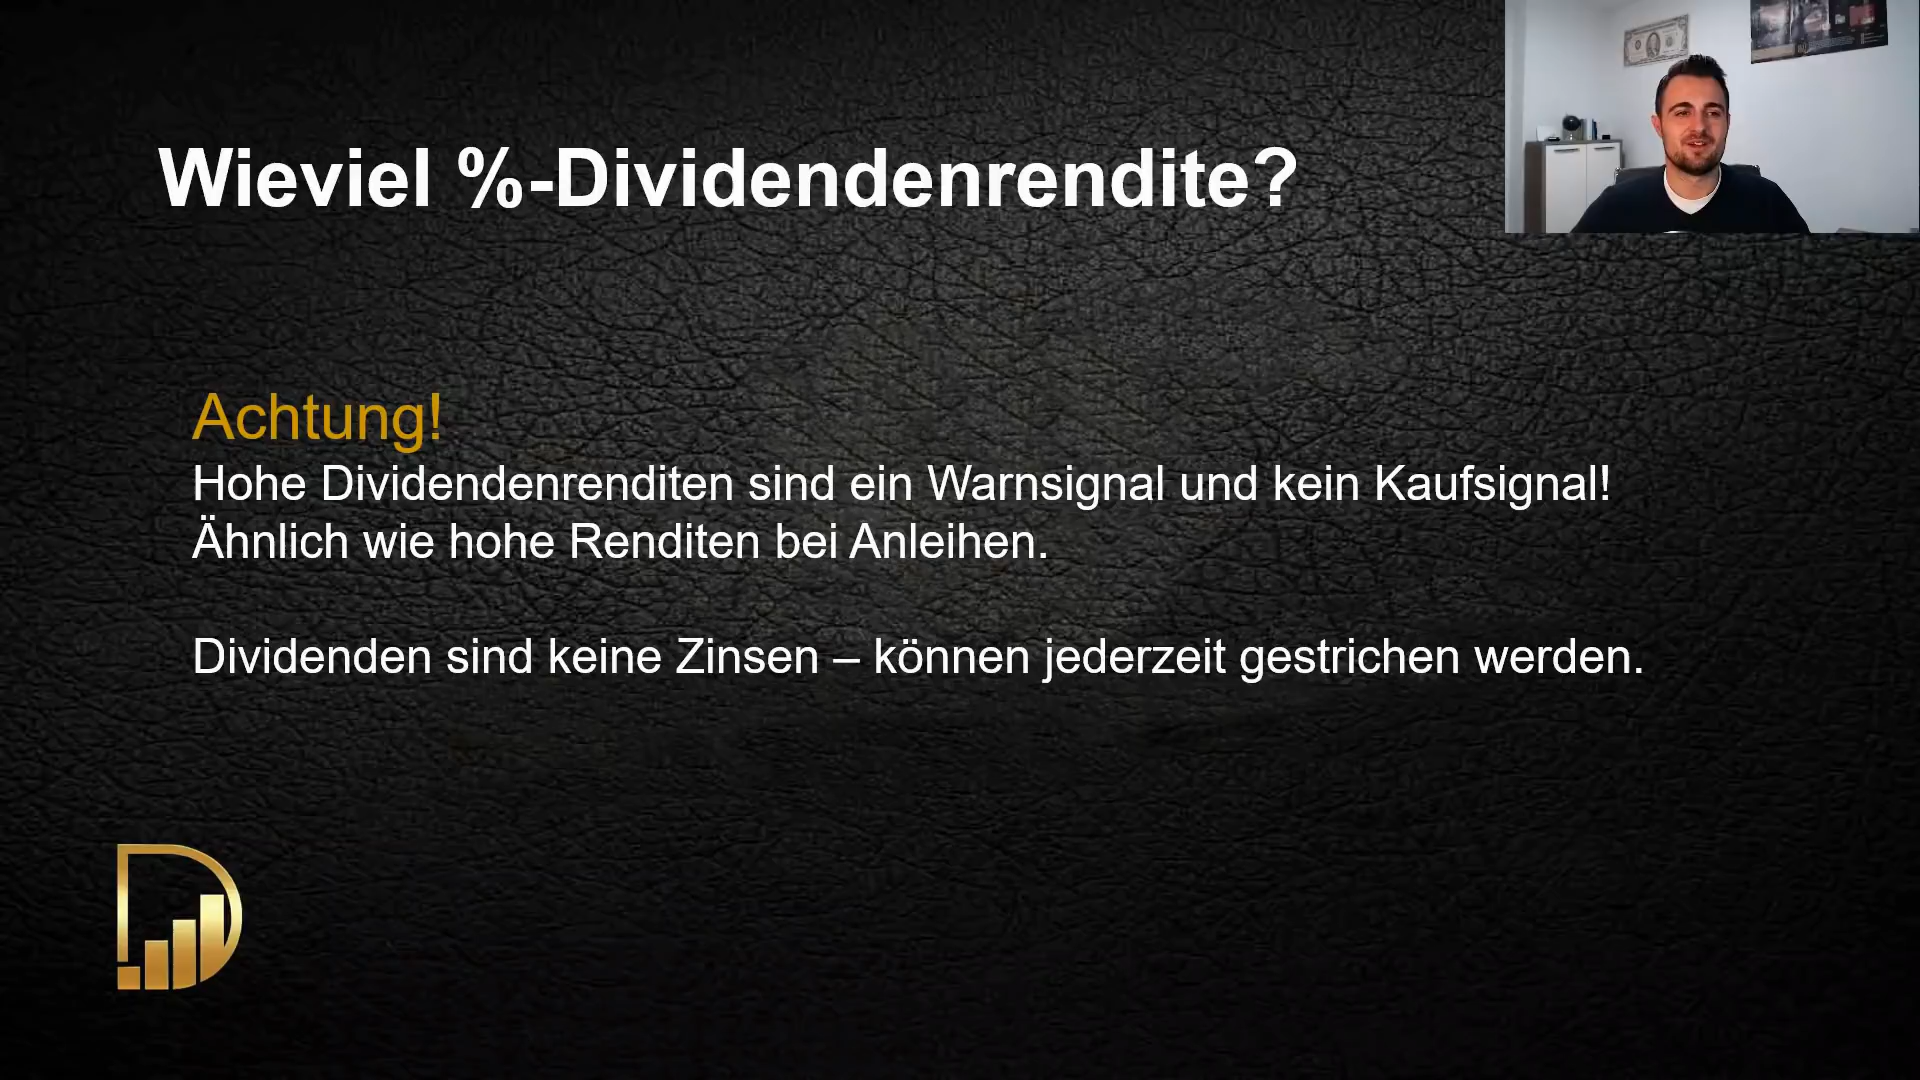 Wieviel %-Dividendenrendite?
Achtung!
Hohe Dividendenrenditen sind ein Warnsignal und kein Kaufsignal!
Ähnlich wie hohe Renditen bei Anleihen.
Dividenden sind keine Zinsen – können jederzeit gestrichen werden.